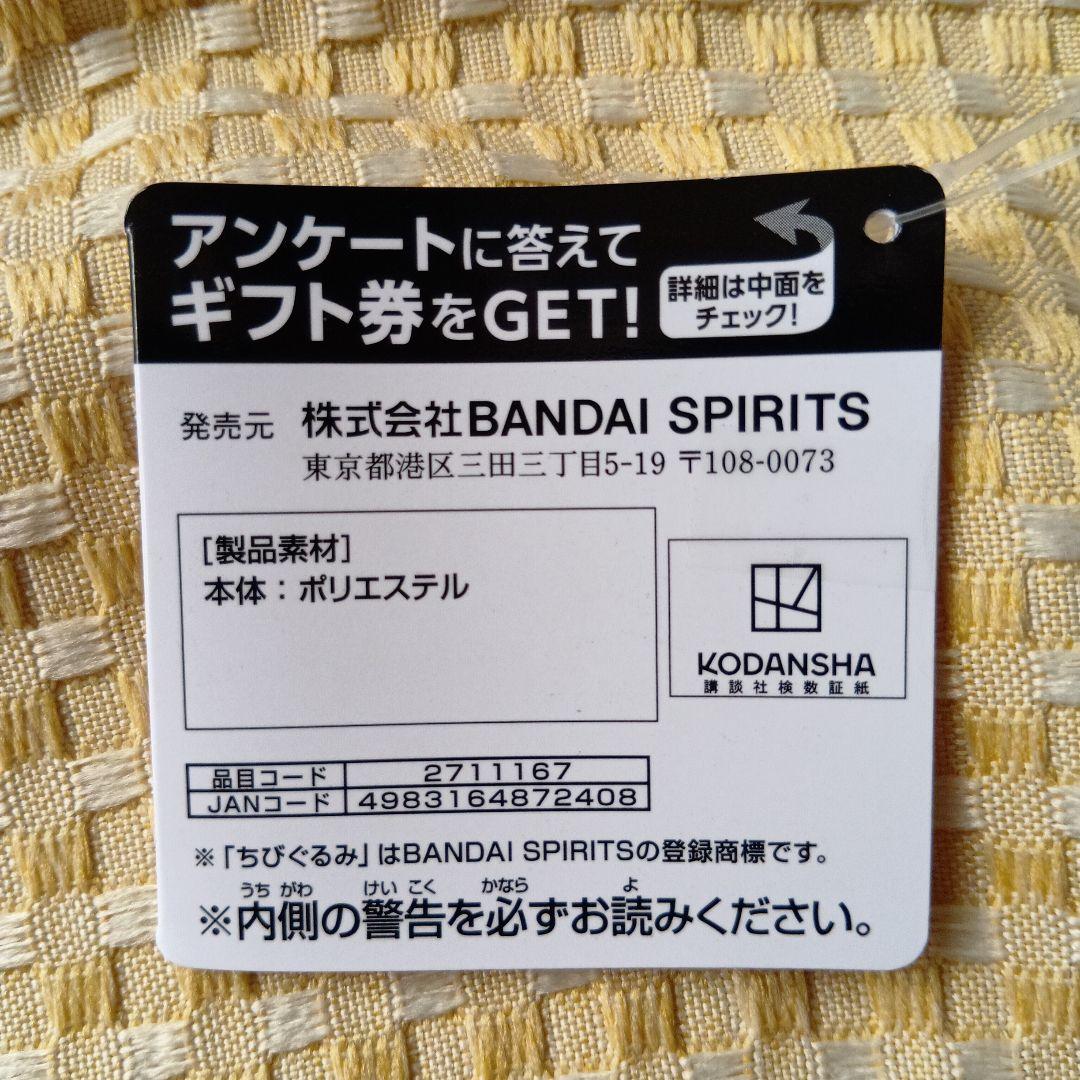 アンケートに答えて
ギフト券をGET!
詳細は中面を
チェック!
発売元 株式会社BANDAI SPIRITS
東京都港区三田三丁目5-19 〒108-0073
[製品素材]
本体：ポリエステル
KODANSHA
講談社検数証紙
品目コード 2711167
JANコード 4983164872408
※「ちびぐるみ」はBANDAI SPIRITSの登録商標です。
うち がわ けい こく かなら よ
※内側の警告を必ずお読みください。